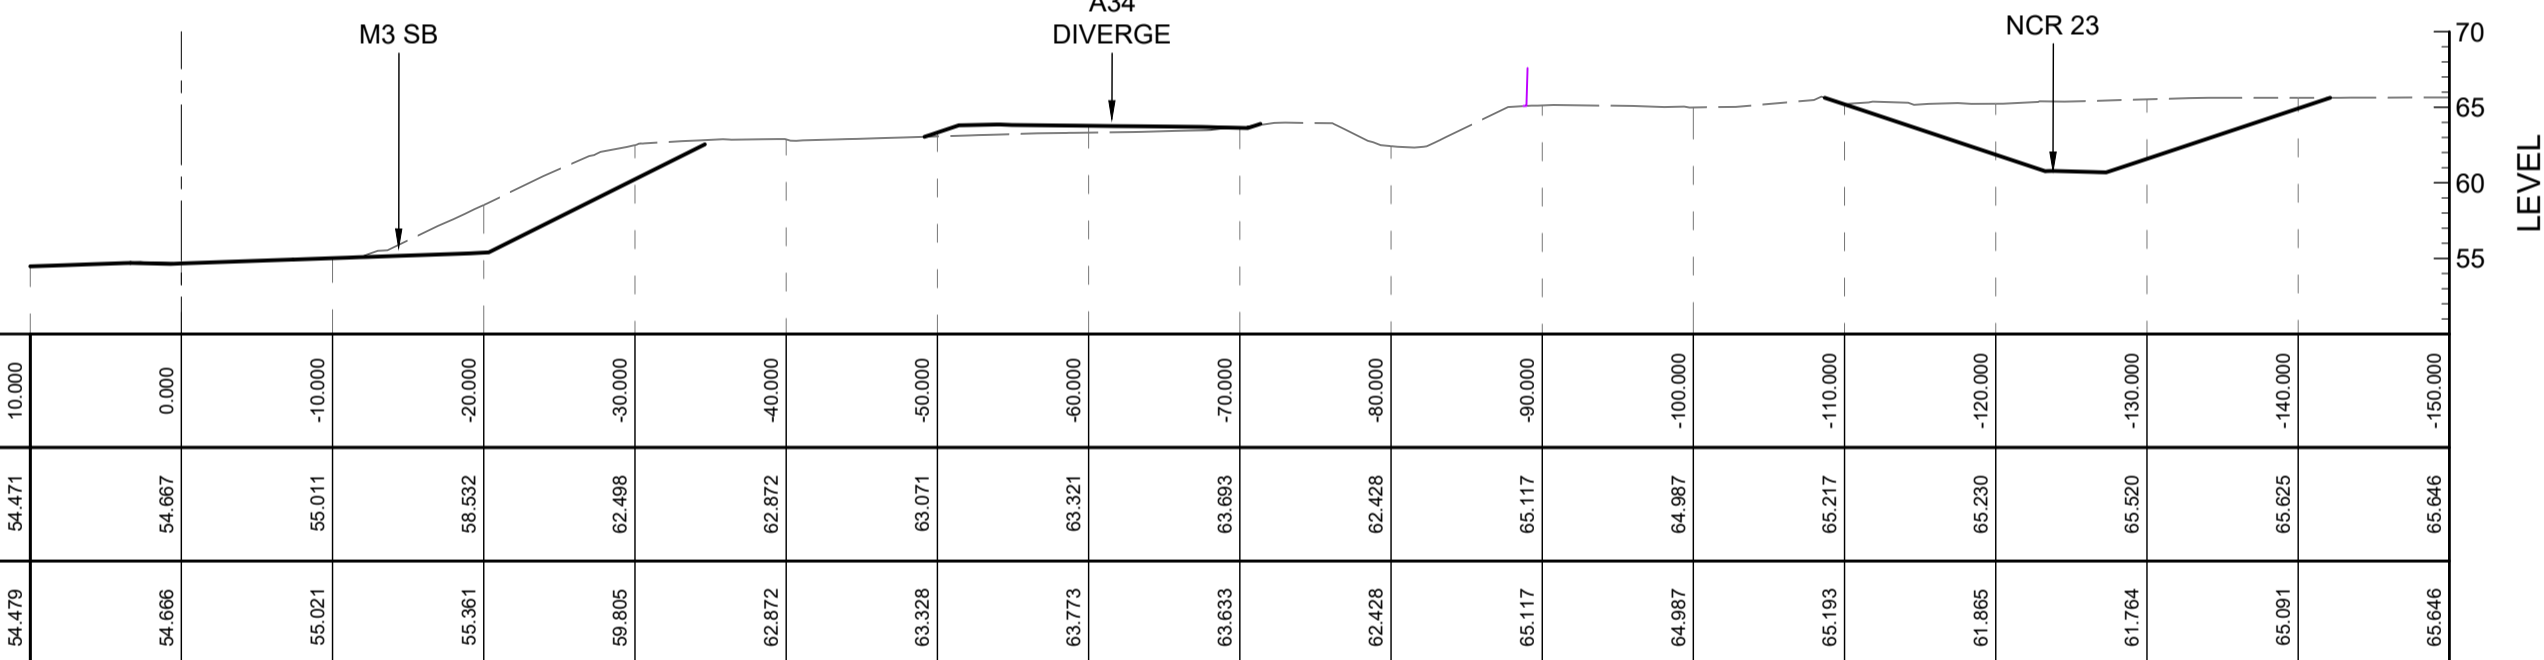 A34
M3 SB
DIVERGE
NCR 23
70
65
60
55
LEVEL
10.000 0.000 -10.000 -20.000 -30.000 -40.000 -50.000 -60.000 -70.000 -80.000 -90.000 -100.000 -110.000 -120.000 -130.000 -140.000 -150.000
54.471 54.667 55.011 58.532 62.498 62.872 63.071 63.321 63.693 62.428 65.117 64.987 65.217 65.230 65.520 65.625 65.646
54.479 54.666 55.021 55.361 59.805 62.872 63.328 63.773 63.633 62.428 65.117 64.987 65.193 61.865 61.764 65.091 65.646